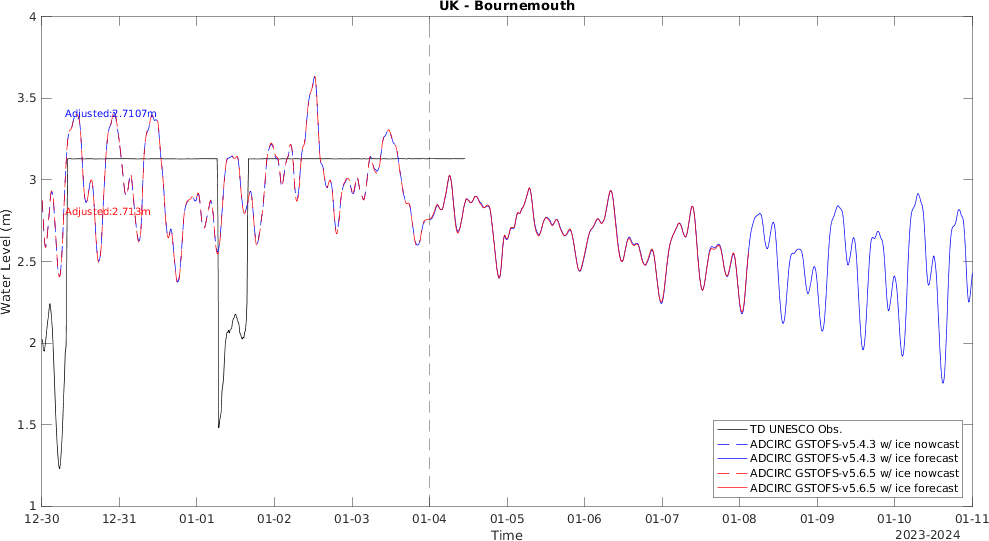 UK - Bournemouth
4
3.5
3
2.5
2
1.5
1
Water Level (m)
Adjusted:2.7107m
Adjusted:2.713m
TD UNESCO Obs.
ADCIRC GSTOFS-v5.4.3 w/ ice nowcast
ADCIRC GSTOFS-v5.4.3 w/ ice forecast
ADCIRC GSTOFS-v5.6.5 w/ ice nowcast
ADCIRC GSTOFS-v5.6.5 w/ ice forecast
12-30 12-31 01-01 01-02 01-03 01-04 01-05 01-06 01-07 01-08 01-09 01-10 01-11
Time
2023-2024